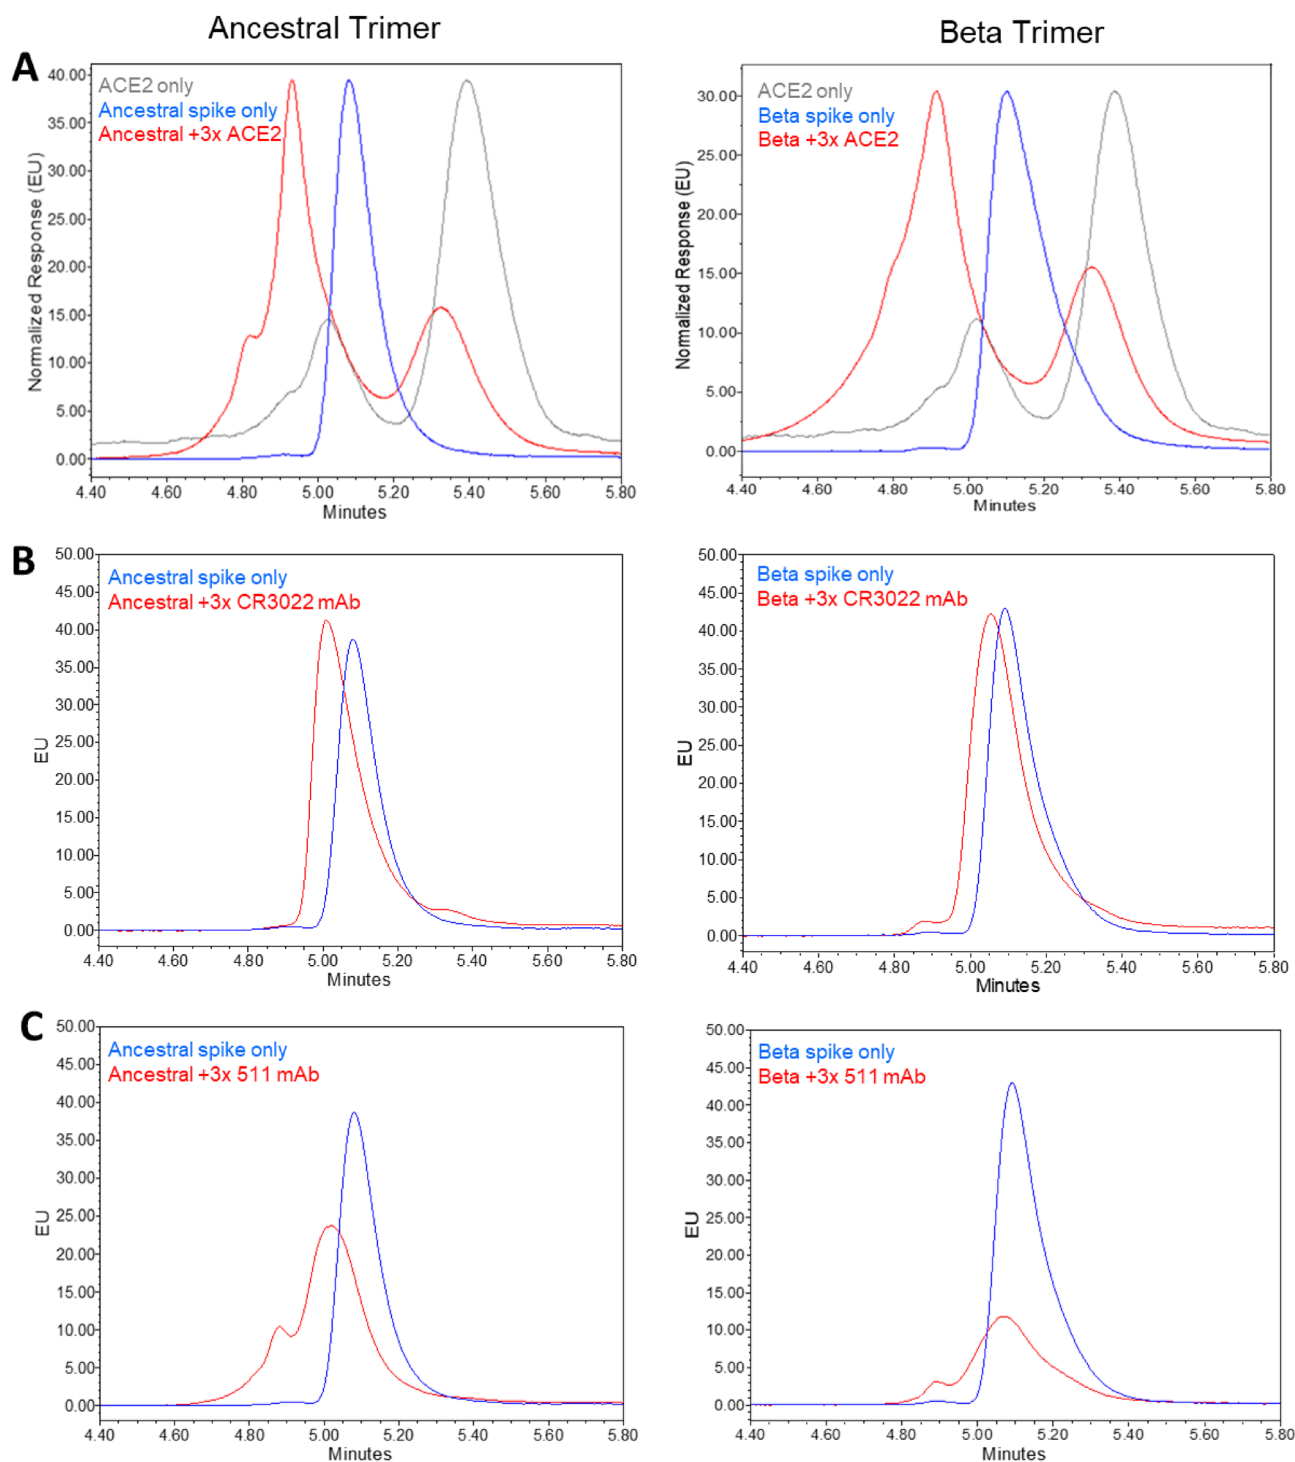 Ancestral Trimer
Beta Trimer
A
ACE2 only
Ancestral spike only
Ancestral +3x ACE2
Normalized Response (EU)
40.00
35.00
30.00
25.00
20.00
15.00
10.00
5.00
0.00
4.40 4.60 4.80 5.00 5.20 5.40 5.60 5.80
Minutes
ACE2 only
Beta spike only
Beta +3x ACE2
Normalized Response (EU)
30.00
25.00
20.00
15.00
10.00
5.00
0.00
4.40 4.60 4.80 5.00 5.20 5.40 5.60 5.80
Minutes
B
Ancestral spike only
Ancestral +3x CR3022 mAb
EU
50.00
45.00
40.00
35.00
30.00
25.00
20.00
15.00
10.00
5.00
0.00
4.40 4.60 4.80 5.00 5.20 5.40 5.60 5.80
Minutes
Beta spike only
Beta +3x CR3022 mAb
EU
50.00
45.00
40.00
35.00
30.00
25.00
20.00
15.00
10.00
5.00
0.00
4.40 4.60 4.80 5.00 5.20 5.40 5.60 5.80
Minutes
C
Ancestral spike only
Ancestral +3x 511 mAb
EU
50.00
45.00
40.00
35.00
30.00
25.00
20.00
15.00
10.00
5.00
0.00
4.40 4.60 4.80 5.00 5.20 5.40 5.60 5.80
Minutes
Beta spike only
Beta +3x 511 mAb
EU
50.00
45.00
40.00
35.00
30.00
25.00
20.00
15.00
10.00
5.00
0.00
4.40 4.60 4.80 5.00 5.20 5.40 5.60 5.80
Minutes